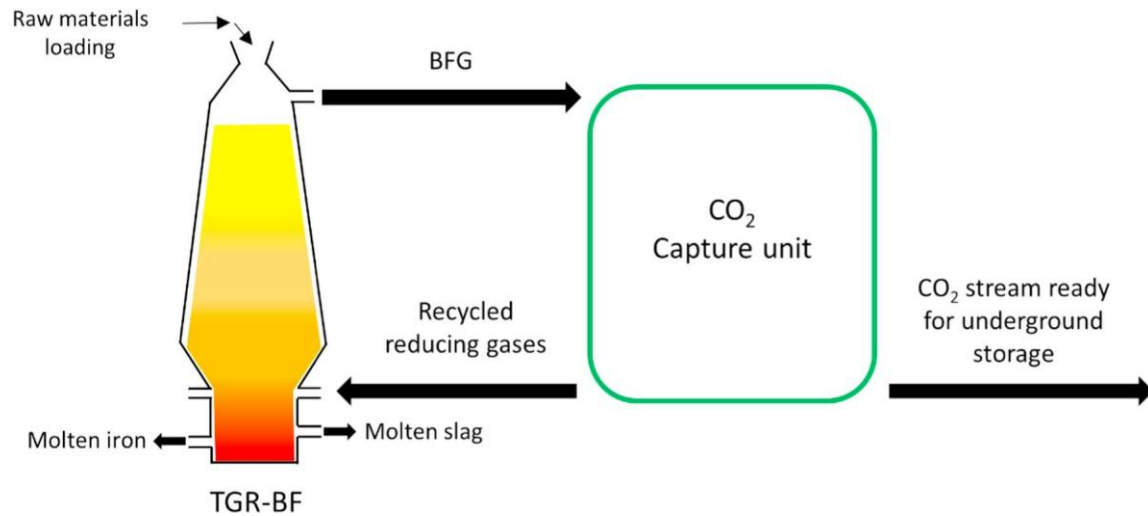 Raw materials
loading
BFG
CO₂
Capture unit
Recycled
reducing gases
CO₂ stream ready
for underground
storage
Molten iron
Molten slag
TGR-BF